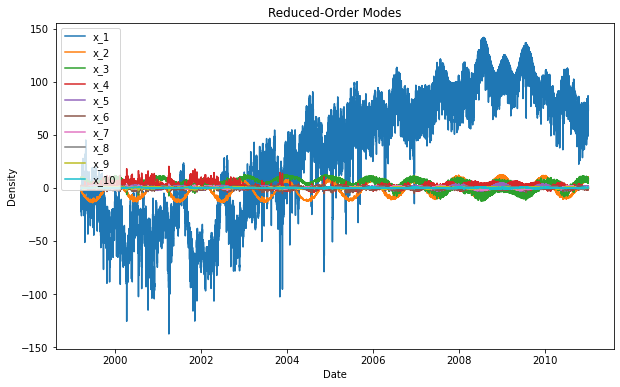 Reduced-Order Modes
x_1
x_2
x_3
x_4
x_5
x_6
x_7
x_8
x_9
x_10
150
100
50
0
−50
−100
−150
Density
2000
2002
2004
2006
2008
2010
Date